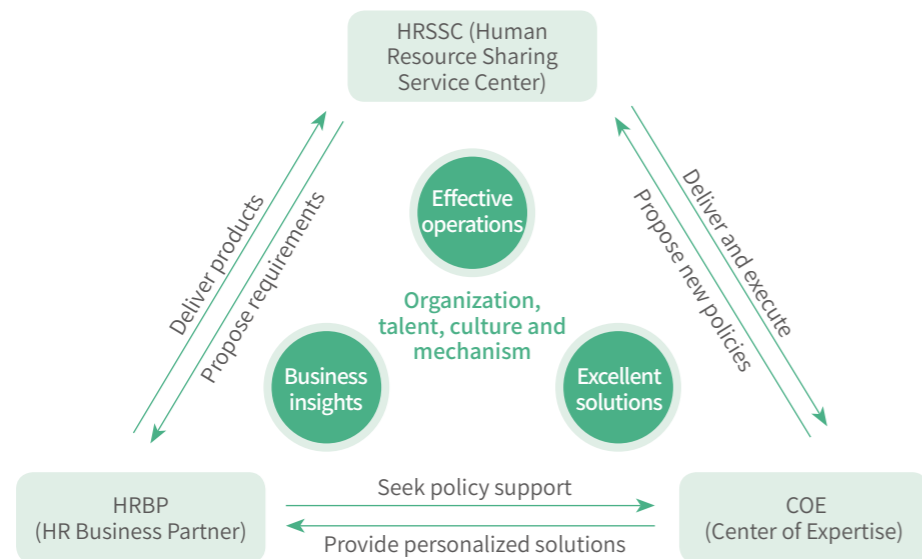 HRSSC (Human
Resource Sharing
Service Center)
Deliver products
Propose requirements
Effective
operations
Deliver and execute
Propose new policies
Organization,
talent, culture and
mechanism
Business
insights
Excellent
solutions
HRBP
(HR Business Partner)
Seek policy support
Provide personalized solutions
COE
(Center of Expertise)